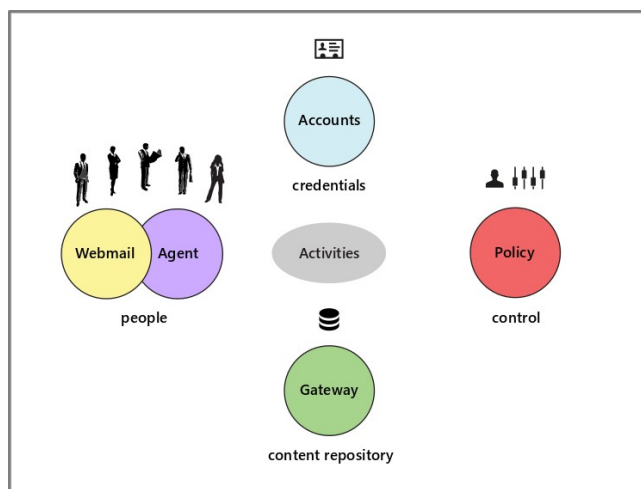 Accounts
credentials
Webmail
Agent
people
Activities
Policy
control
Gateway
content repository